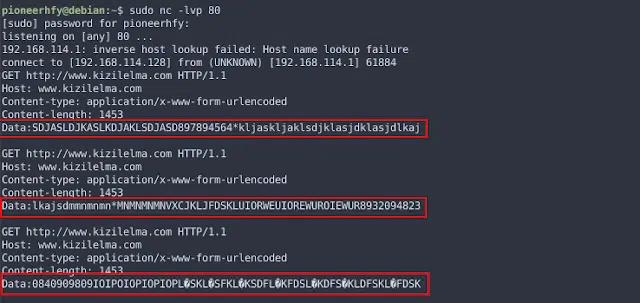 pioneerhfy@debian:~$ sudo nc -lvp 80
[sudo] password for pioneerhfy:
listening on [any] 80 ...
192.168.114.1: inverse host lookup failed: Host name lookup failure
connect to [192.168.114.128] from (UNKNOWN) [192.168.114.1] 61884
GET http://www.kizilelma.com HTTP/1.1
Host: www.kizilelma.com
Content-type: application/x-www-form-urlencoded
Content-length: 1453
Data:SDJASLDJKASLKDJAKLSDJASD897894564*kljaskljaklsdjklasjdklasjdlkaj
GET http://www.kizilelma.com HTTP/1.1
Host: www.kizilelma.com
Content-type: application/x-www-form-urlencoded
Content-length: 1453
Data:lkajsdmmnmnmn*MNMNMNMNVXCJKLJFDSKLUIORWEUIOREWUROIEWUR8932094823
GET http://www.kizilelma.com HTTP/1.1
Host: www.kizilelma.com
Content-type: application/x-www-form-urlencoded
Content-length: 1453
Data:0840909809IOIPOIOPIOPIOPL�SKL�SFKL�KSDFL�KFDSL�KDFS�KLDFSKL�FDSK